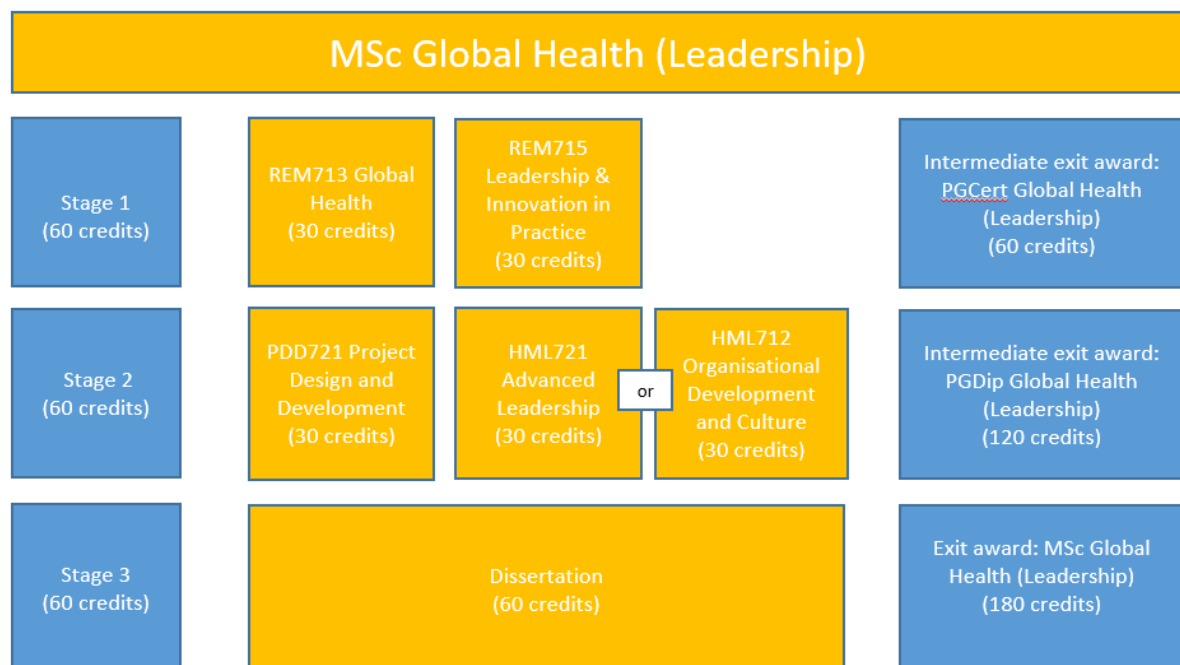 MSc Global Health (Leadership)
Stage 1
(60 credits)
REM713 Global
Health
(30 credits)
REM715
Leadership &
Innovation in
Practice
(30 credits)
Intermediate exit award:
PGCert Global Health
(Leadership)
(60 credits)
Stage 2
(60 credits)
PDD721 Project
Design and
Development
(30 credits)
HML721
Advanced
Leadership
(30 credits)
or
HML712
Organisational
Development
and Culture
(30 credits)
Intermediate exit award:
PGDip Global Health
(Leadership)
(120 credits)
Stage 3
(60 credits)
Dissertation
(60 credits)
Exit award: MSc Global
Health (Leadership)
(180 credits)